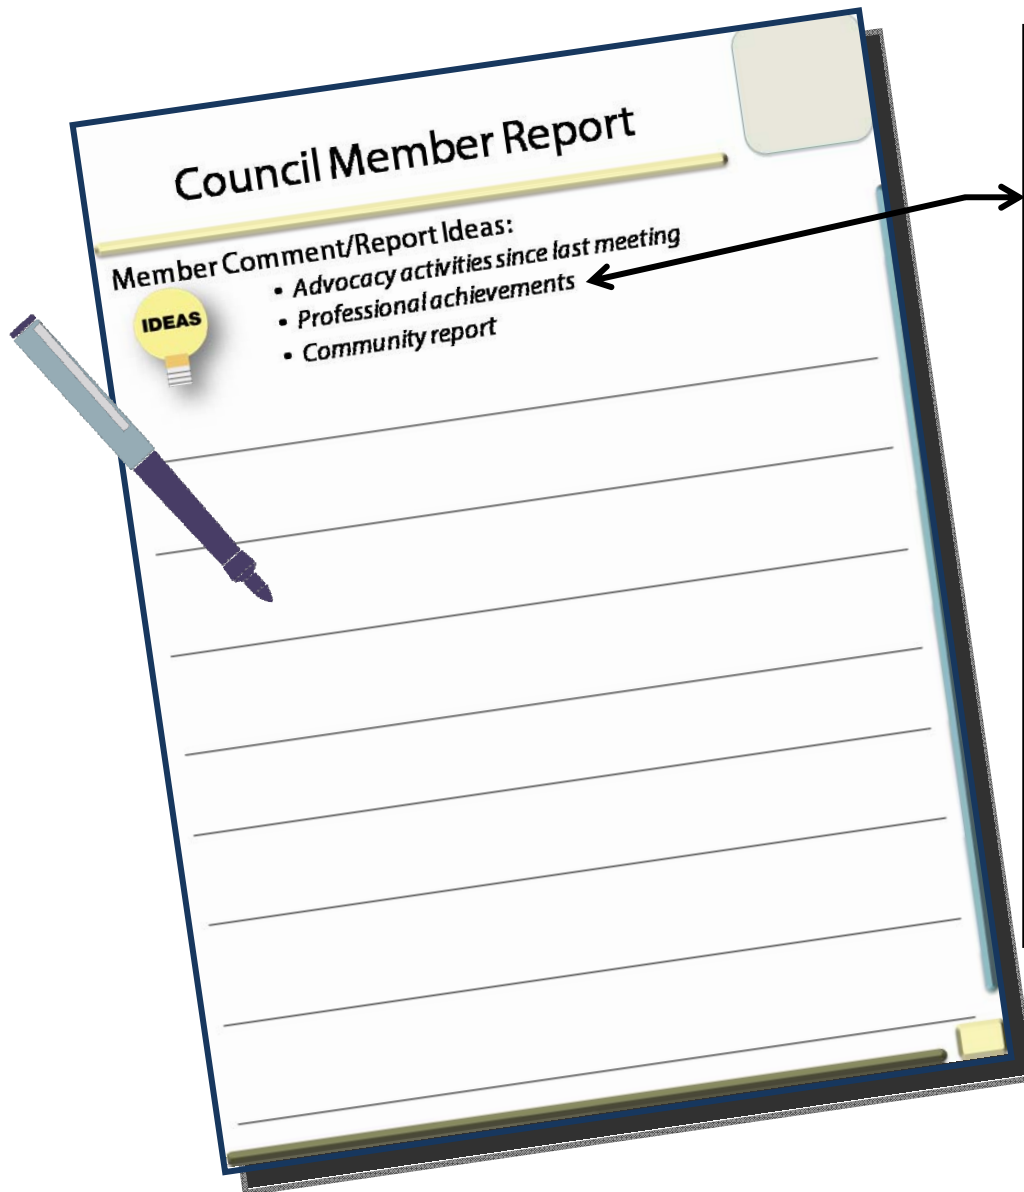 Council Member Report
Member Comment/Report Ideas:
• Advocacy activities since last meeting
• Professional achievements
• Community report
IDEAS